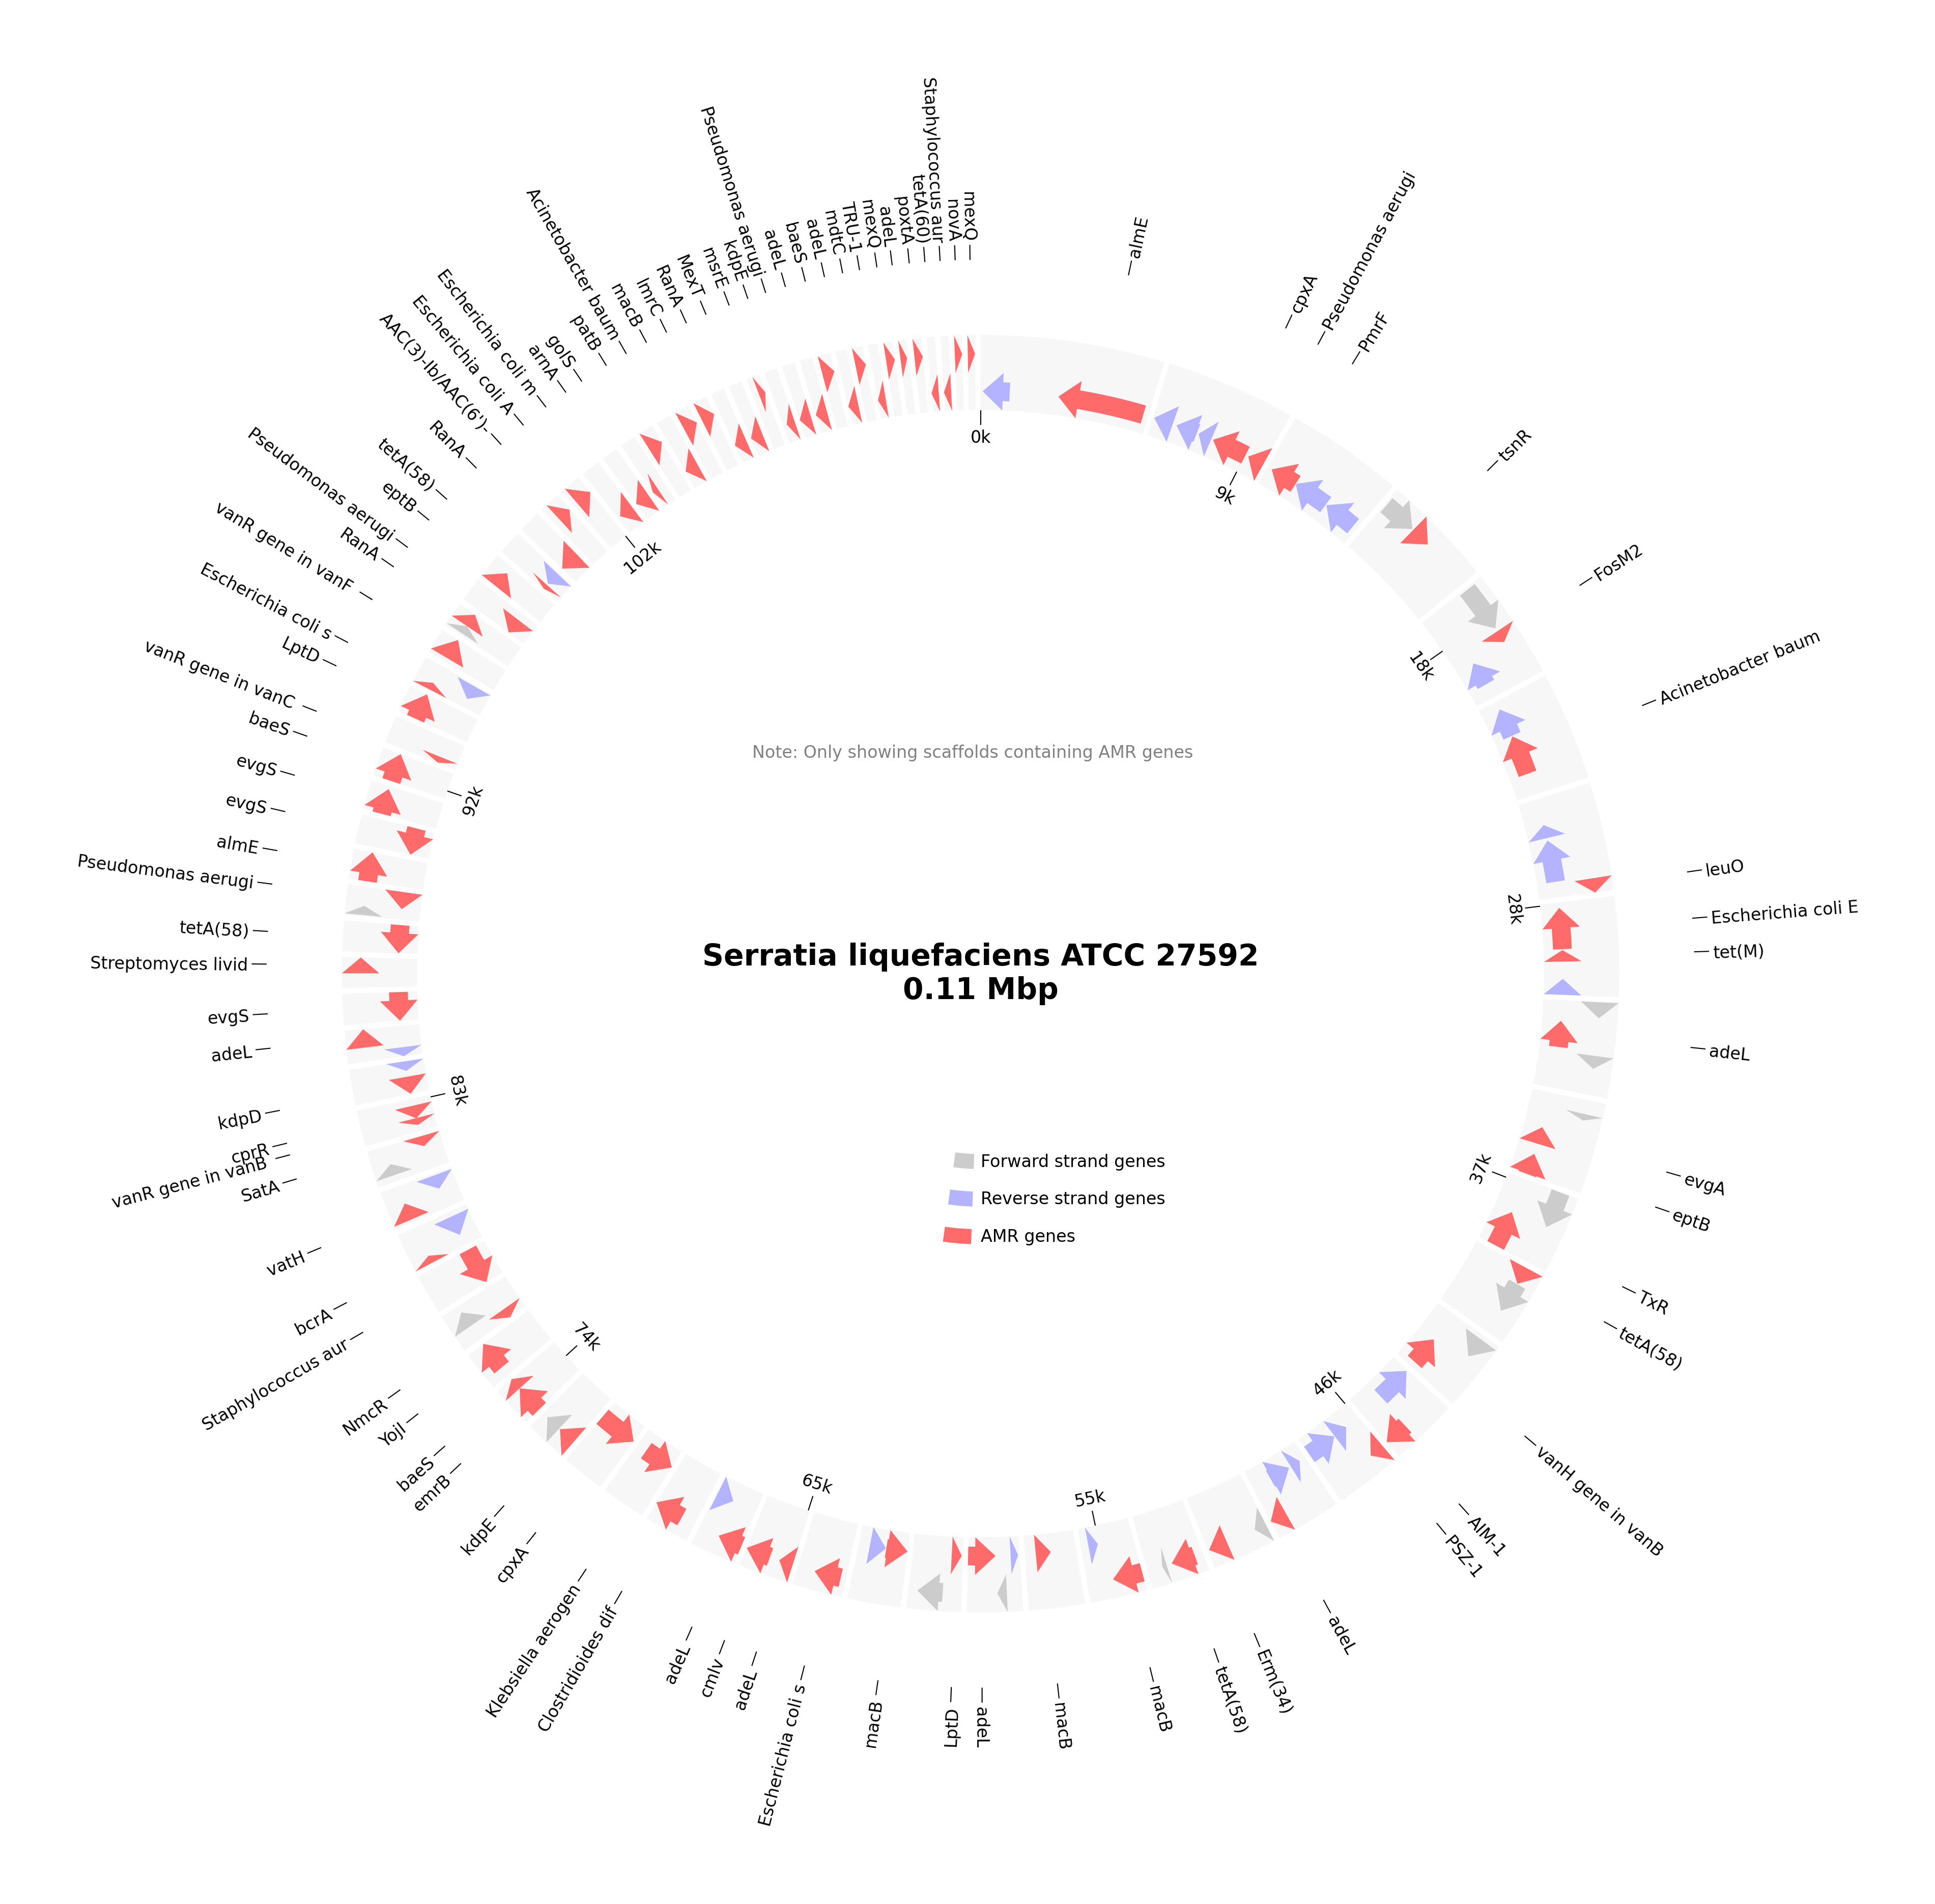 almE
cpxA
Pseudomonas aerugi
PmrF
tsnR
FosM2
Acinetobacter baum
leuO
Escherichia coli E
tet(M)
adeL
evgA
eptB
TxR
tetA(58)
vanH gene in vanB
AIM-1
PSZ-1
adeL
Erm(34)
tetA(58)
macB
macB
adeL
LptD
macB
Escherichia coli s
adeL
cmlv
adeL
Clostridioides dif
Klebsiella aerogen
cpxA
kdpE
emrB
baeS
YojI
NmcR
Staphylococcus aur
bcrA
vatH
SatA
vanR gene in vanB
cprR
kdpD
adeL
evgS
Streptomyces livid
tetA(58)
Pseudomonas aerugi
almE
evgS
evgS
baeS
vanR gene in vanC
LptD
Escherichia coli s
vanR gene in vanF
RanA
Pseudomonas aerugi
eptB
tetA(58)
RanA
AAC(3)-Ib/AAC(6')-
Escherichia coli A
Escherichia coli m
arnA
golS
patB
Acinetobacter baum
macB
lmrC
RanA
MexT
msrE
kdpE
Pseudomonas aerugi
adeL
baeS
adeL
mdtC
TRU-1
mexQ
adeL
poxtA
tetA(60)
Staphylococcus aur
novA
mexQ
0k
9k
18k
28k
37k
46k
55k
65k
74k
83k
92k
102k
Note: Only showing scaffolds containing AMR genes
Serratia liquefaciens ATCC 27592
0.11 Mbp
Forward strand genes
Reverse strand genes
AMR genes